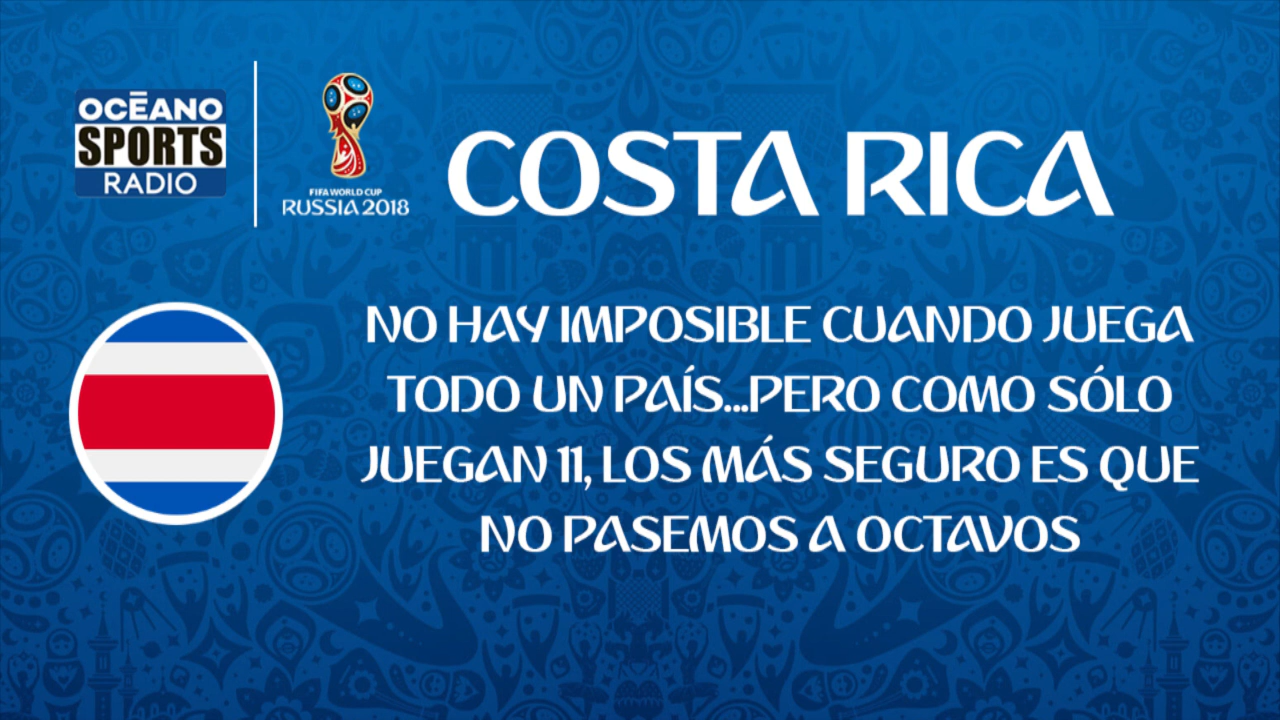 OCĒANO
SPORTS
RADIO
FIFA WORLD CUP
RUSSIA 2018
COSTA RICA
NO HAY IMPOSIBLE CUANDO JUEGA
TODO UN PAÍS...PERO COMO SÓLO
JUEGAN 11, LOS MÁS SEGURO ES QUE
NO PASEMOS A OCTAVOS